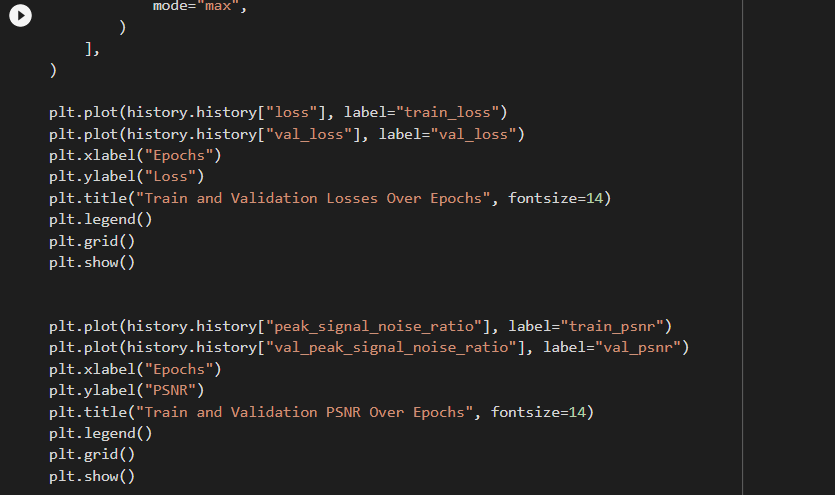 mode="max",
)
],
)
plt.plot(history.history["loss"], label="train_loss")
plt.plot(history.history["val_loss"], label="val_loss")
plt.xlabel("Epochs")
plt.ylabel("Loss")
plt.title("Train and Validation Losses Over Epochs", fontsize=14)
plt.legend()
plt.grid()
plt.show()
plt.plot(history.history["peak_signal_noise_ratio"], label="train_psnr")
plt.plot(history.history["val_peak_signal_noise_ratio"], label="val_psnr")
plt.xlabel("Epochs")
plt.ylabel("PSNR")
plt.title("Train and Validation PSNR Over Epochs", fontsize=14)
plt.legend()
plt.grid()
plt.show()